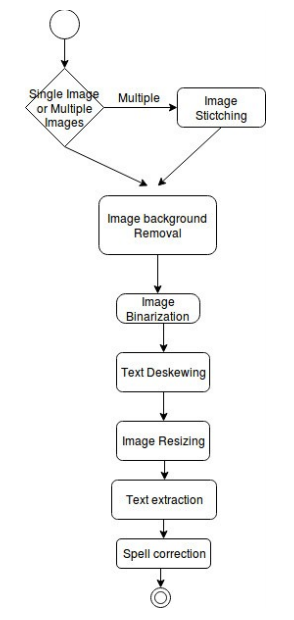 Single Image
or Multiple
Images
Multiple
Image
Stictching
Image background
Removal
Image
Binarization
Text Deskewing
Image Resizing
Text extraction
Spell correction